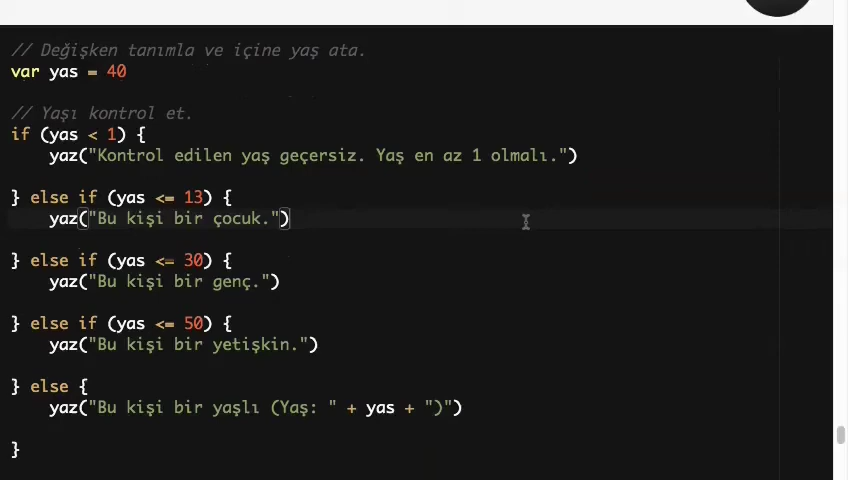 // Değişken tanımla ve içine yaş ata.
var yas = 40
// Yaşı kontrol et.
if (yas < 1) {
yaz("Kontrol edilen yaş geçersiz. Yaş en az 1 olmalı.")
} else if (yas <= 13) {
yaz("Bu kişi bir çocuk.")
} else if (yas <= 30) {
yaz("Bu kişi bir genç.")
} else if (yas <= 50) {
yaz("Bu kişi bir yetişkin.")
} else {
yaz("Bu kişi bir yaşlı (Yaş: " + yas + ")")
}